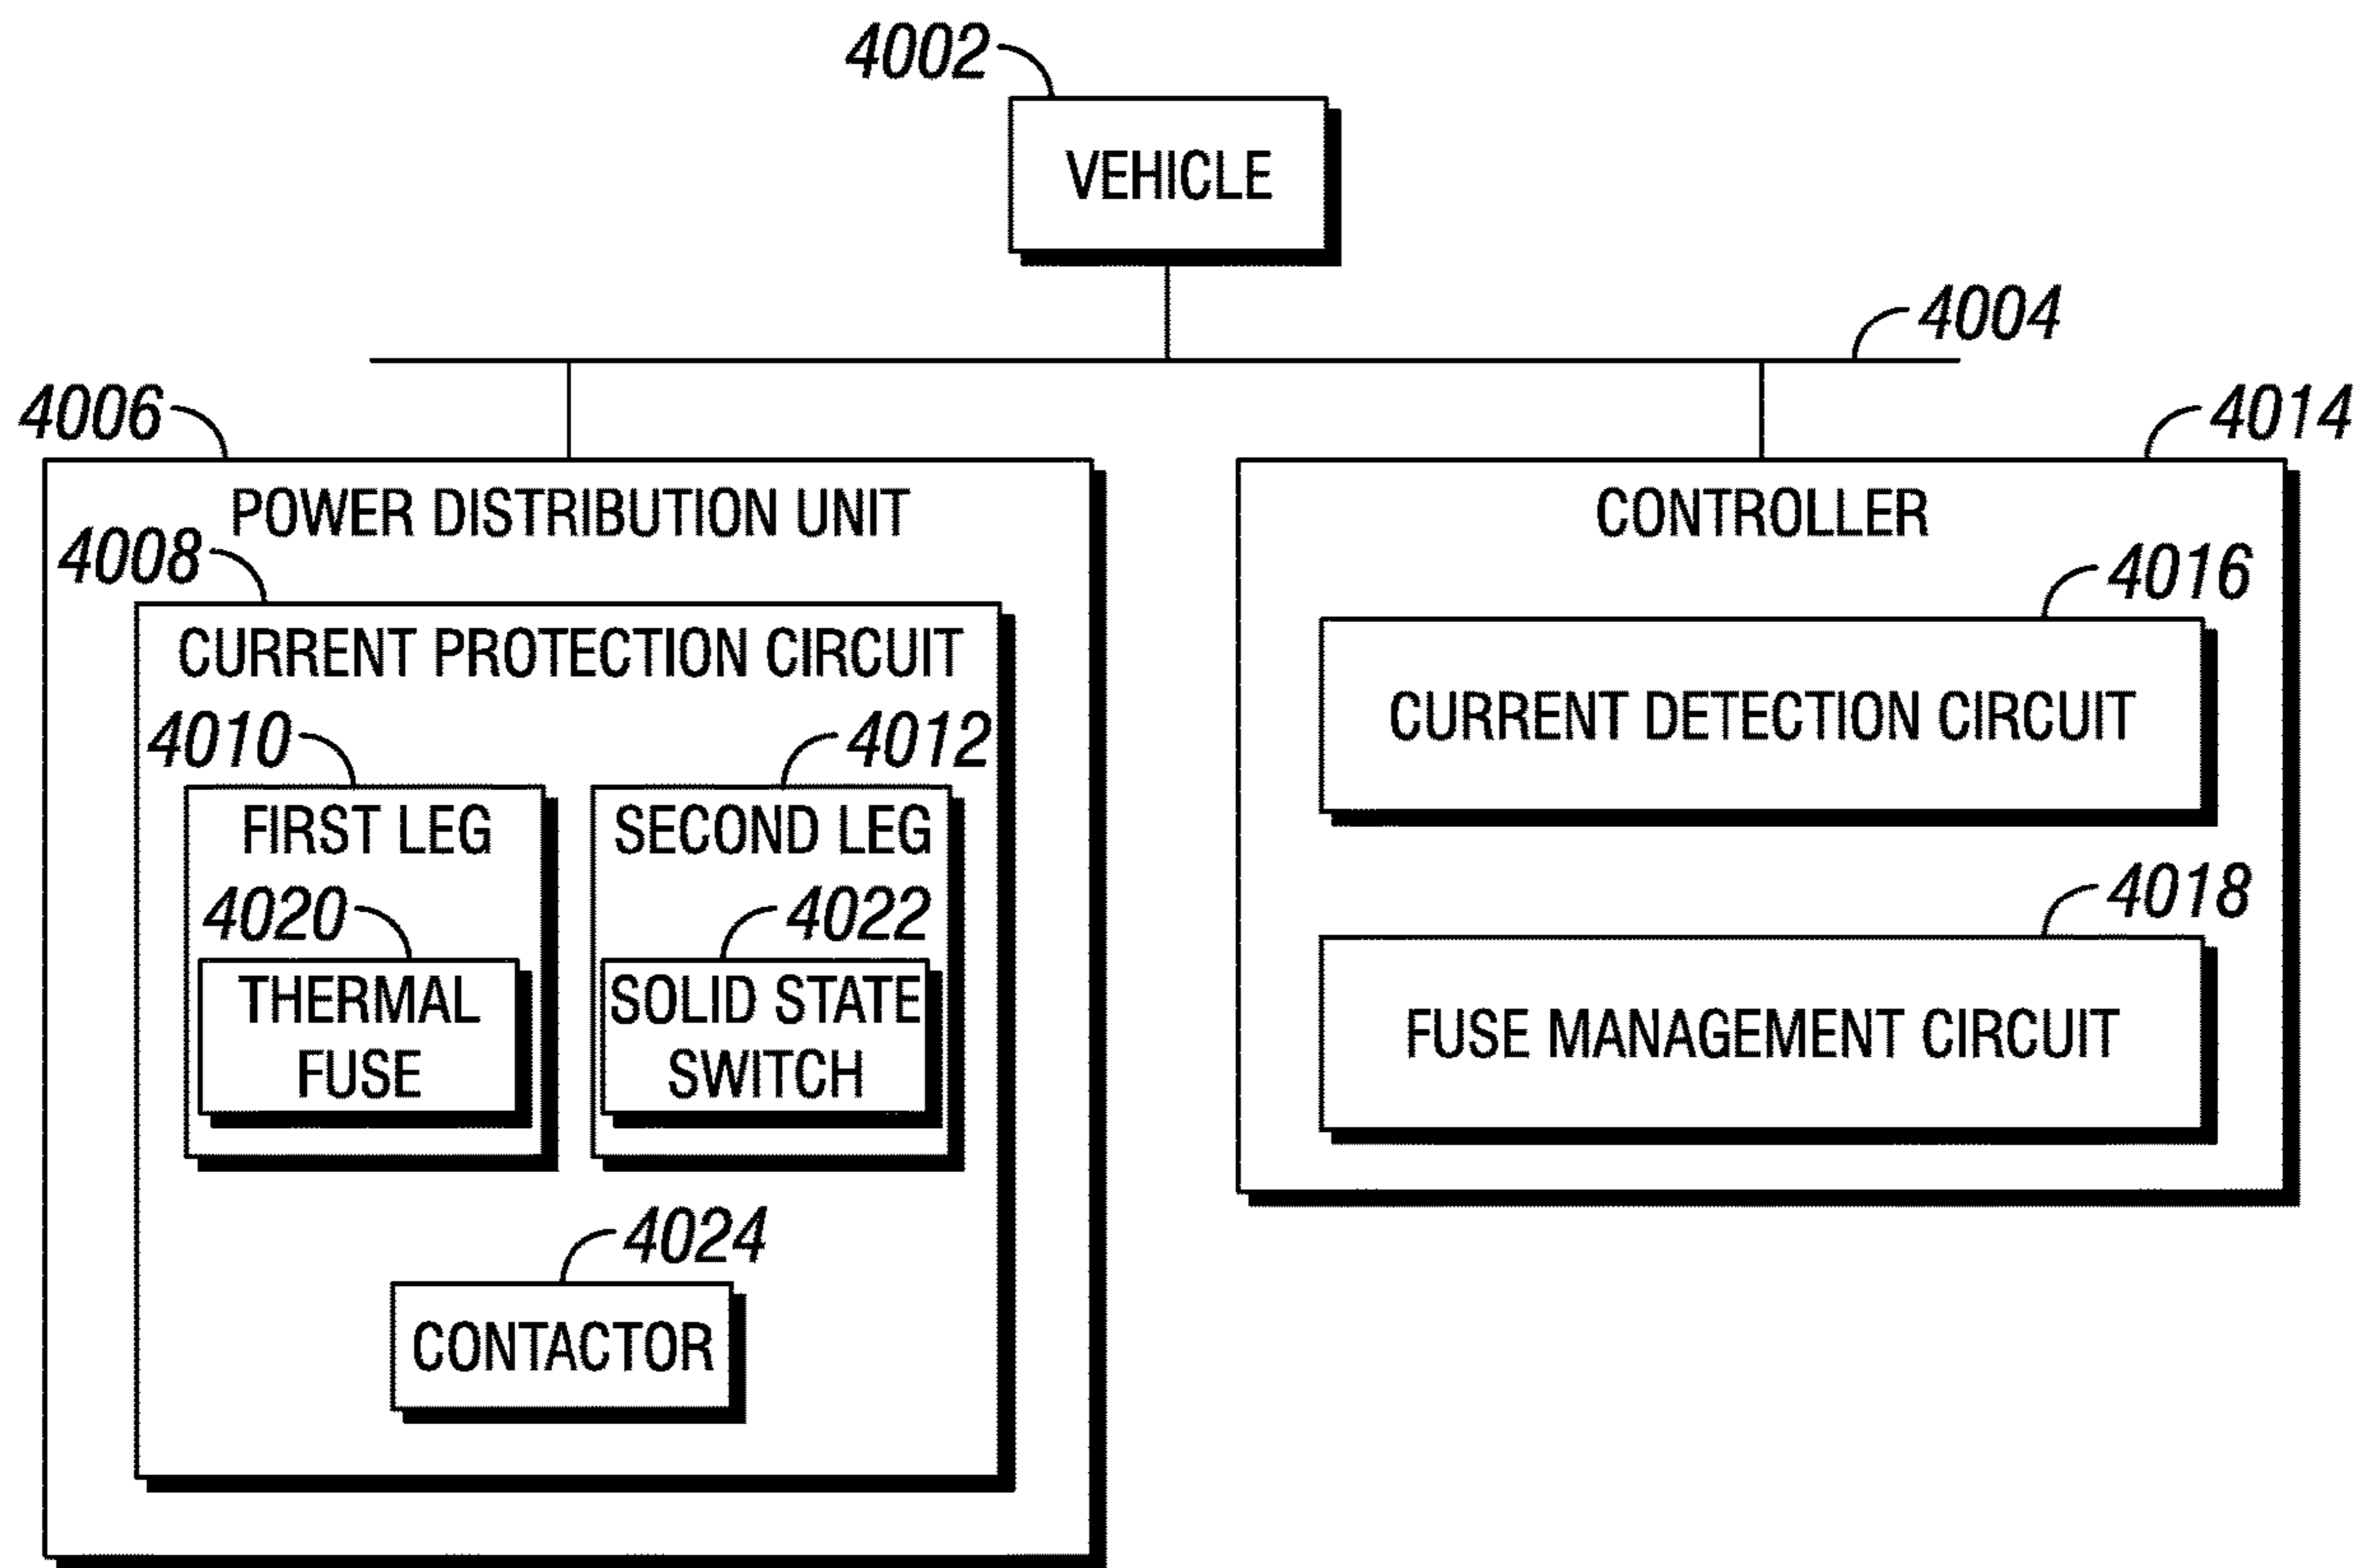 4002
VEHICLE
4004
4006
4014
POWER DISTRIBUTION UNIT
CONTROLLER
4008
4016
CURRENT PROTECTION CIRCUIT
CURRENT DETECTION CIRCUIT
4010
4012
FIRST LEG
SECOND LEG
4018
4020
4022
THERMAL
FUSE
SOLID STATE
SWITCH
FUSE MANAGEMENT CIRCUIT
4024
CONTACTOR